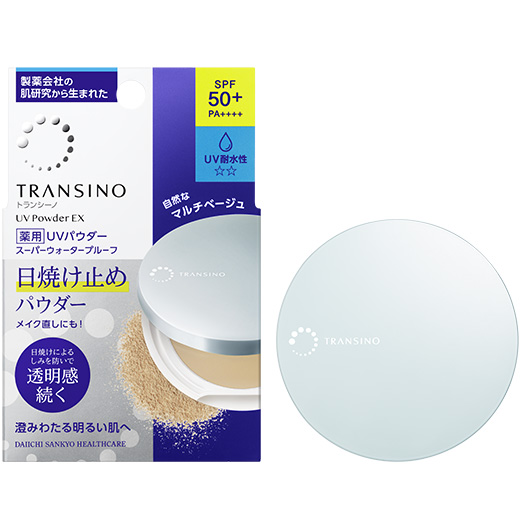 製薬会社の
肌研究から生まれた
SPF
50+
PA++++
UV耐水性
☆☆
TRANSINO
トランシーノ
UV Powder EX
薬用 UVパウダー
スーパーウォータープルーフ
自然な
マルチベージュ
日焼け止め
パウダー
メイク直しにも!
TRANSINO
日焼けによる
しみを防いで
透明感
続く
澄みわたる明るい肌へ
DAIICHI SANKYO HEALTHCARE
TRANSINO